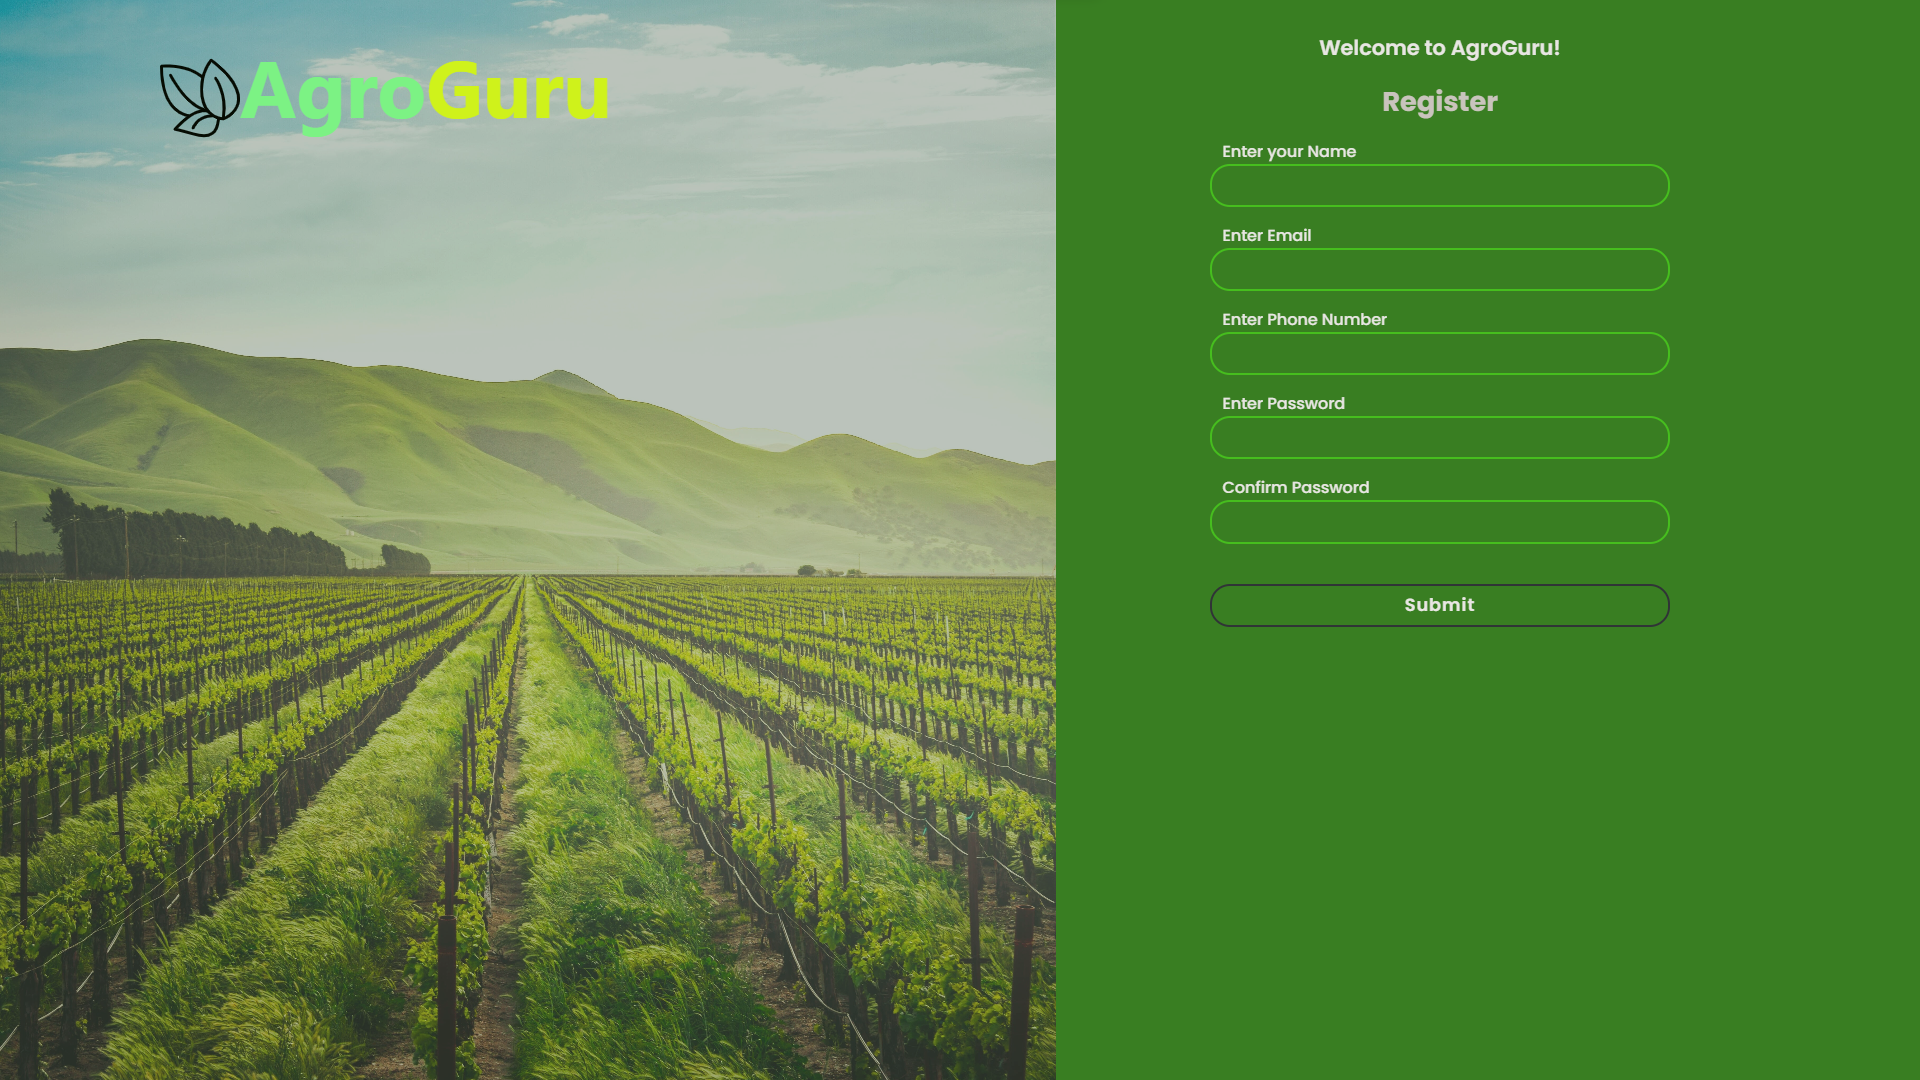 AgroGuru
Welcome to AgroGuru!
Register
Enter your Name
Enter Email
Enter Phone Number
Enter Password
Confirm Password
Submit